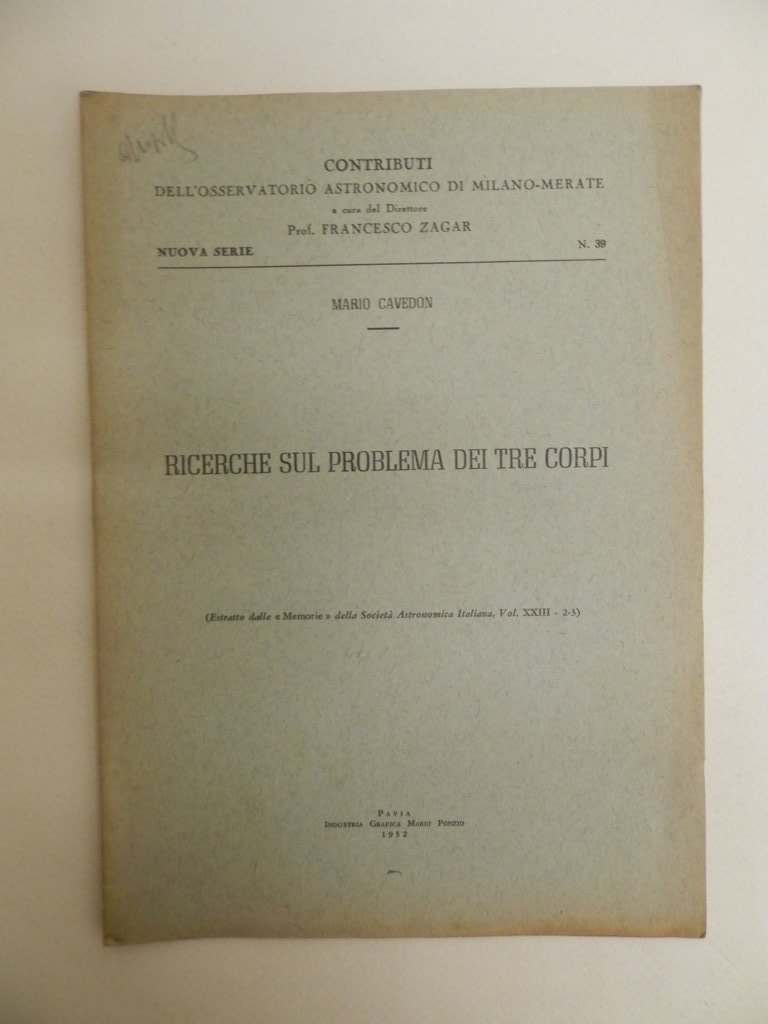 CONTRIBUTI
DELL'OSSERVATORIO ASTRONOMICO DI MILANO-MERATE
a cura del Direttore
Prof. FRANCESCO ZAGAR
NUOVA SERIE N. 39
MARIO CAVEDON
RICERCHE SUL PROBLEMA DEI TRE CORPI
(Estratto dalle « Memorie » della Società Astronomica Italiana, Vol. XXIII - 2-3)
PAVIA
INDUSTRIA GRAFICA MARIO PONZIO
1952